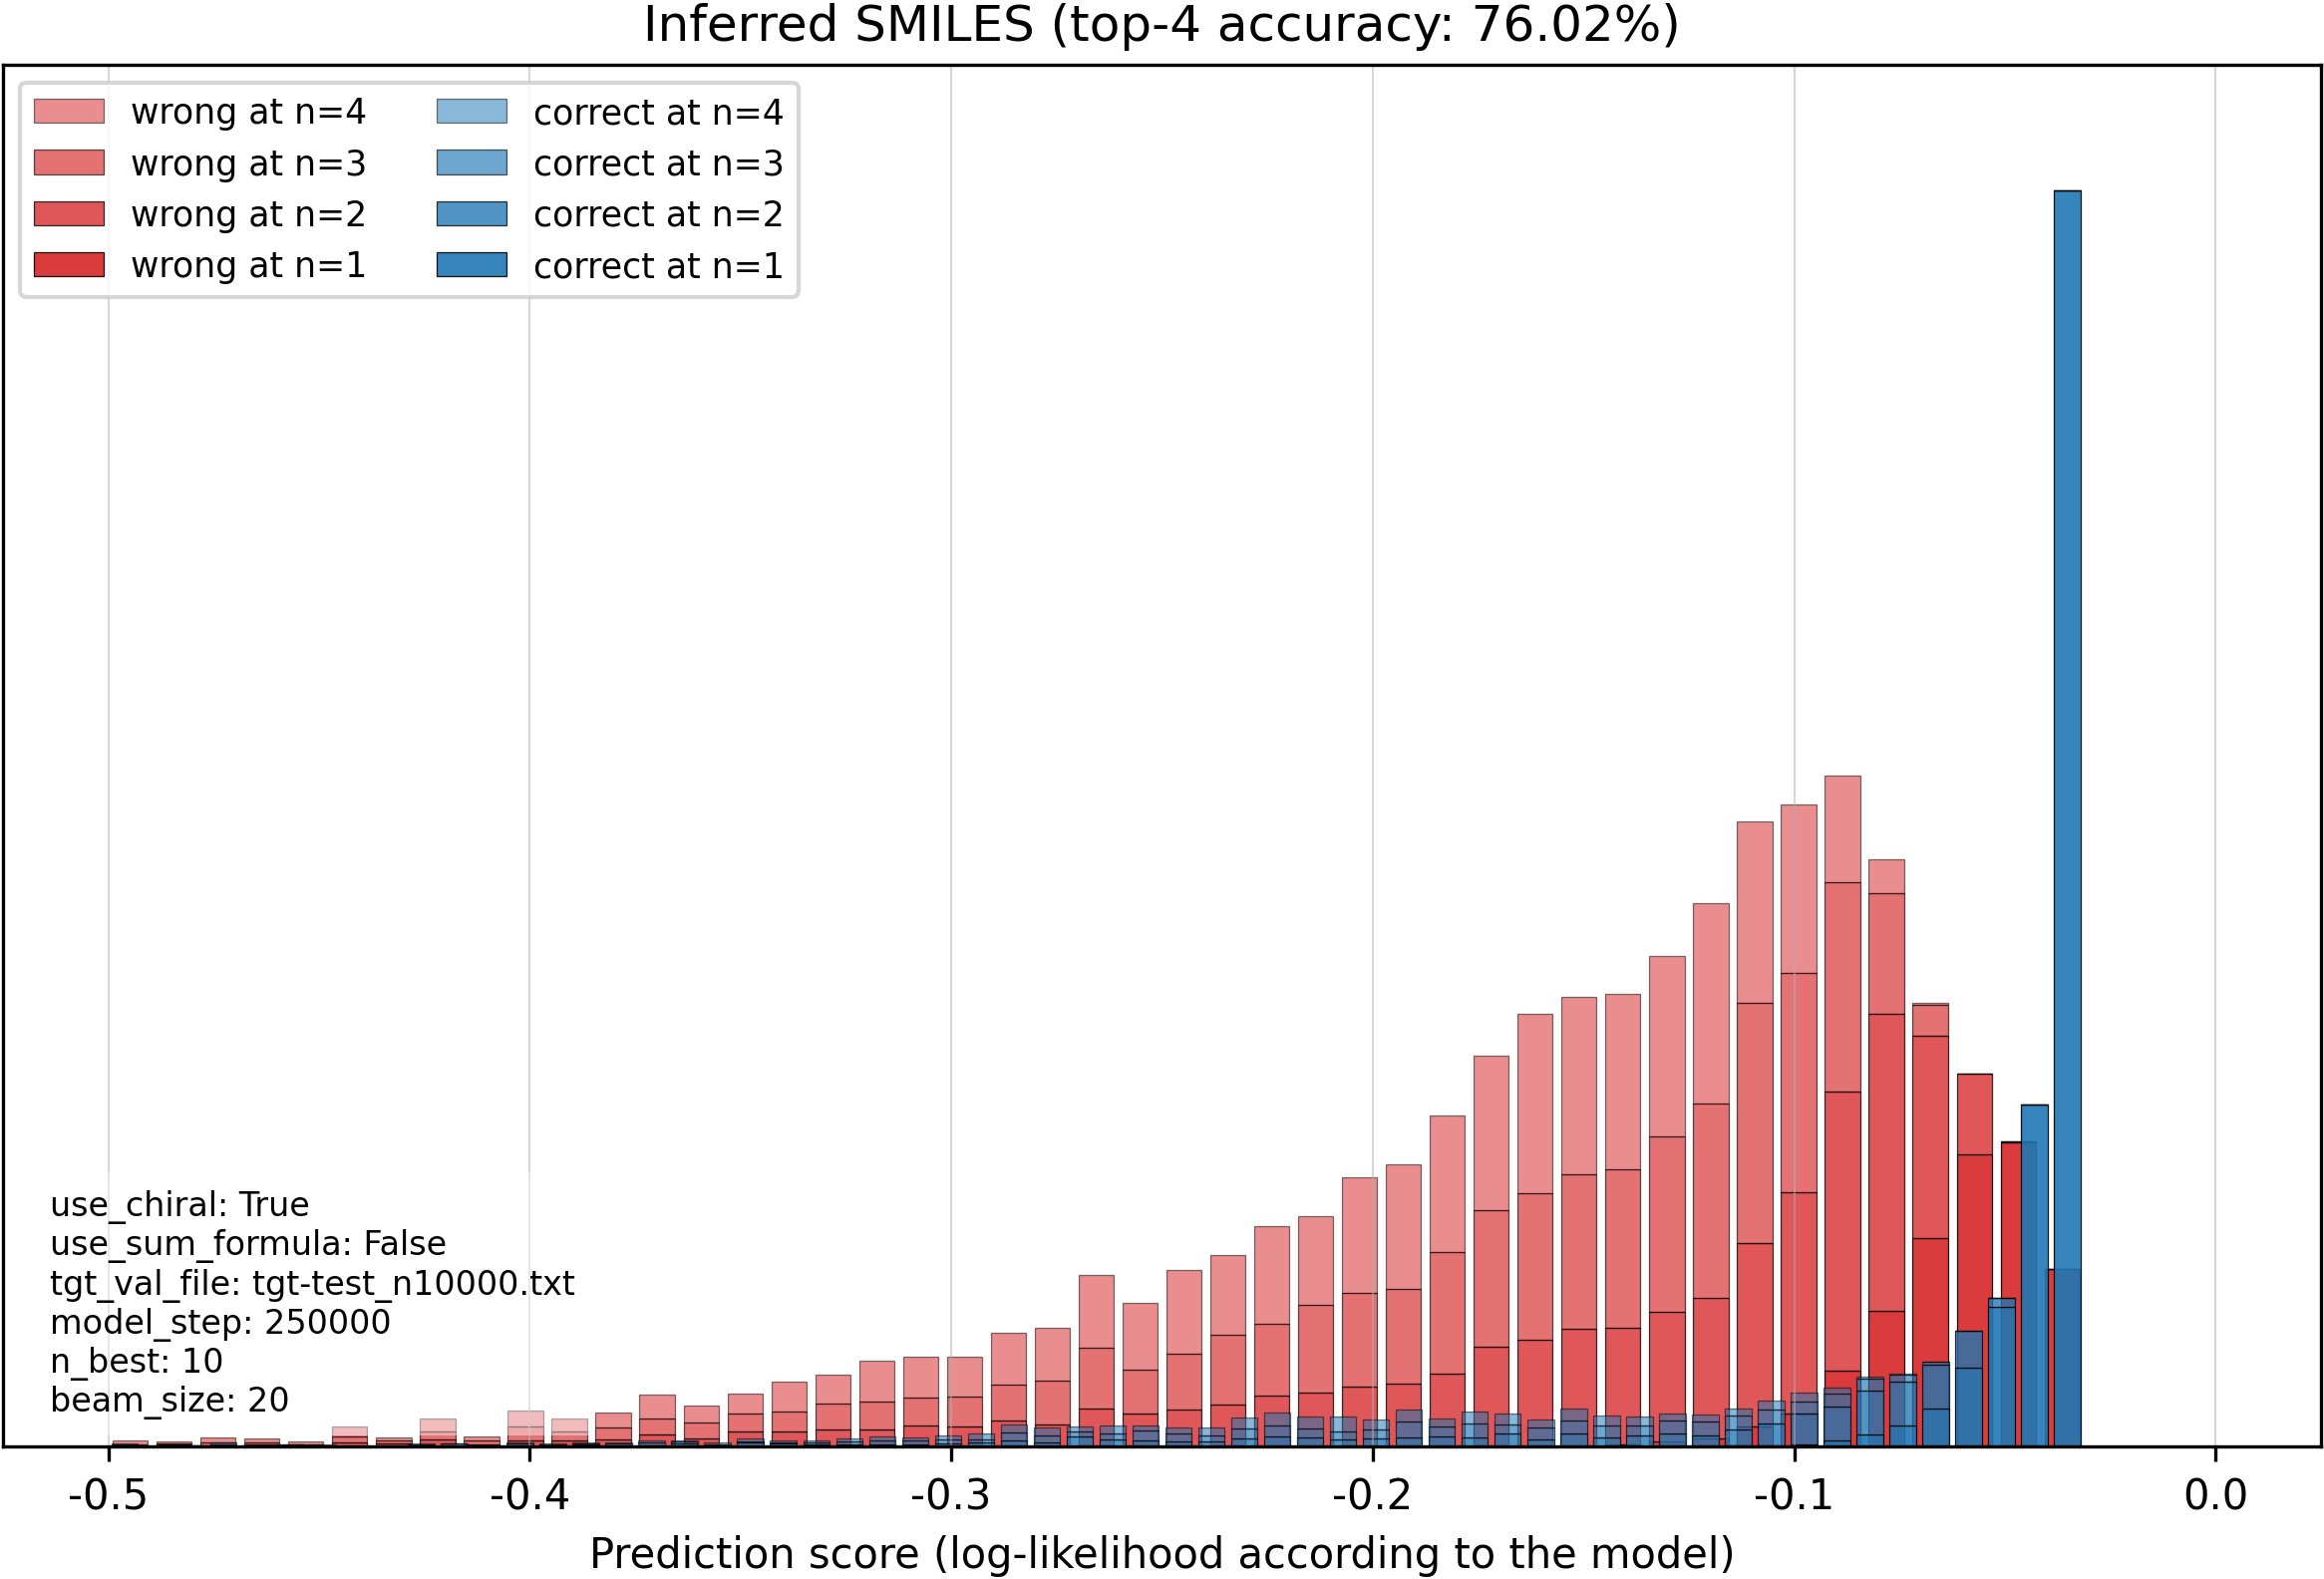 Inferred SMILES (top-4 accuracy: 76.02%)
wrong at n=4
wrong at n=3
wrong at n=2
wrong at n=1
correct at n=4
correct at n=3
correct at n=2
correct at n=1
use_chiral: True
use_sum_formula: False
tgt_val_file: tgt-test_n10000.txt
model_step: 250000
n_best: 10
beam_size: 20
-0.5 -0.4 -0.3 -0.2 -0.1 0.0
Prediction score (log-likelihood according to the model)